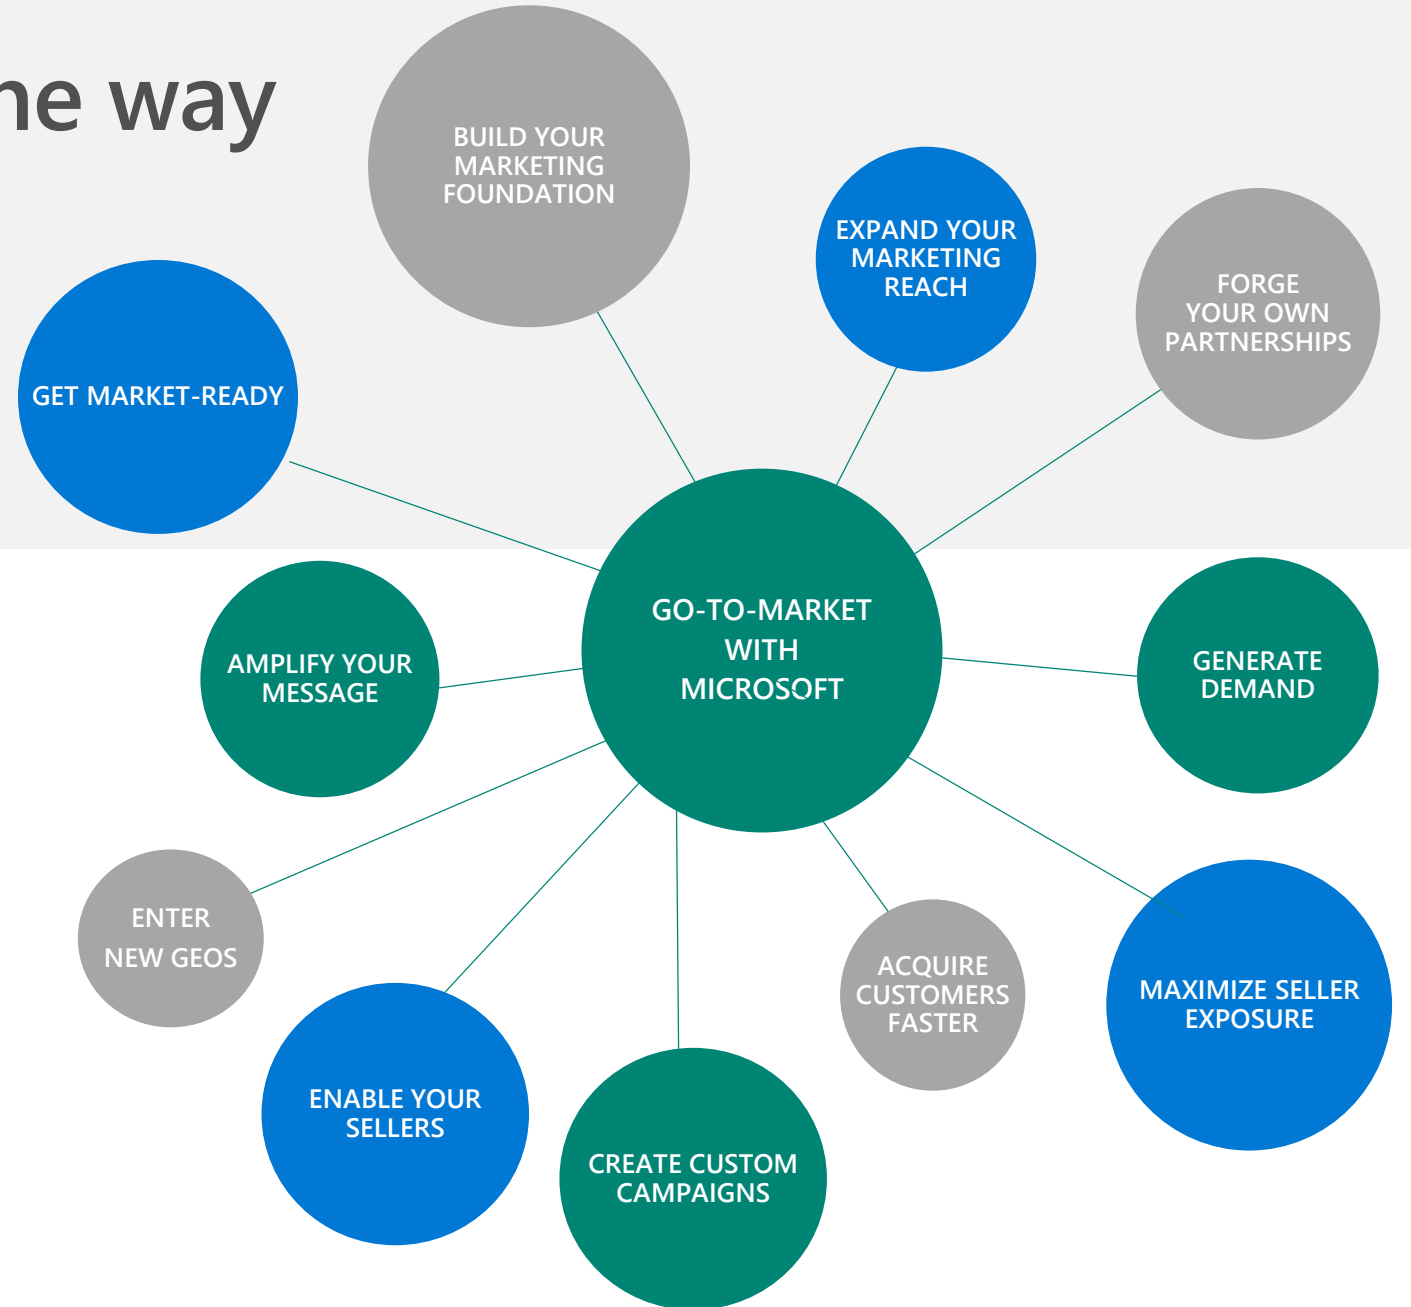 ne way
BUILD YOUR
MARKETING
FOUNDATION
EXPAND YOUR
MARKETING
REACH
FORGE
YOUR OWN
PARTNERSHIPS
GET MARKET-READY
GO-TO-MARKET
WITH
MICROSOFT
AMPLIFY YOUR
MESSAGE
GENERATE
DEMAND
ENTER
NEW GEOS
ACQUIRE
CUSTOMERS
FASTER
MAXIMIZE SELLER
EXPOSURE
ENABLE YOUR
SELLERS
CREATE CUSTOM
CAMPAIGNS